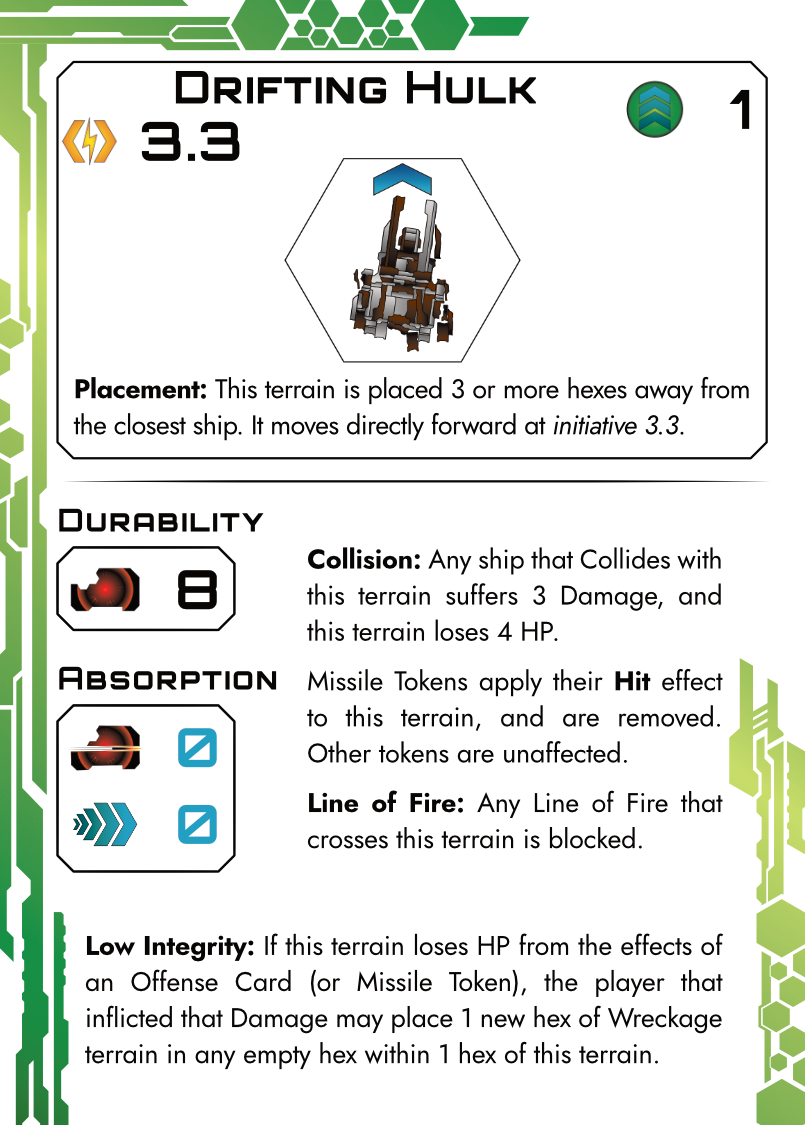 Drifting Hulk
1
3.3
Placement: This terrain is placed 3 or more hexes away from
the closest ship. It moves directly forward at initiative 3.3.
Durability
8
Collision: Any ship that Collides with
this terrain suffers 3 Damage, and
this terrain loses 4 HP.
Absorption
0
0
Missile Tokens apply their Hit effect
to this terrain, and are removed.
Other tokens are unaffected.
Line of Fire: Any Line of Fire that
crosses this terrain is blocked.
Low Integrity: If this terrain loses HP from the effects of
an Offense Card (or Missile Token), the player that
inflicted that Damage may place 1 new hex of Wreckage
terrain in any empty hex within 1 hex of this terrain.